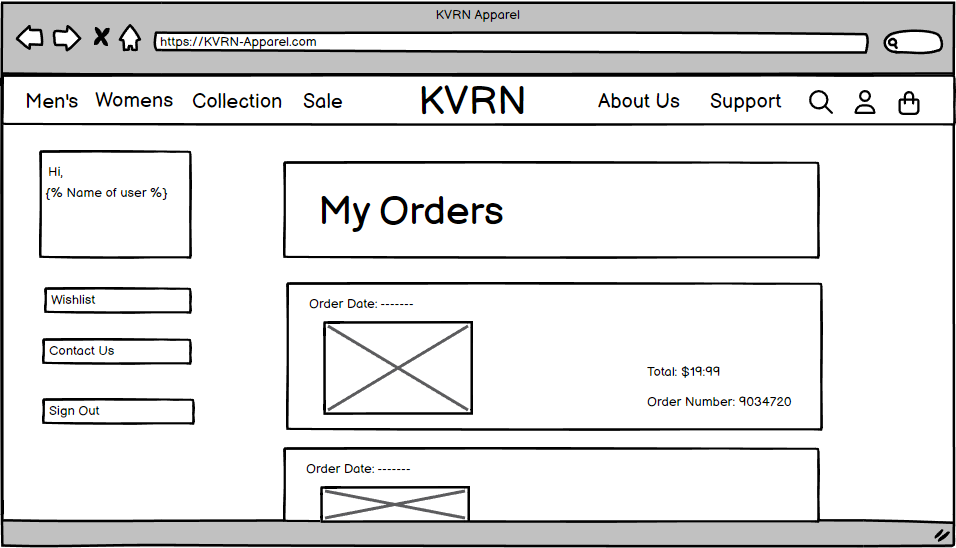 KVRN Apparel
https://KVRN-Apparel.com
Men's Womens Collection Sale KVRN About Us Support
Hi,
{% Name of user %}
Wishlist
Contact Us
Sign Out
My Orders
Order Date: -------
Total: $19:99
Order Number: 9034720
Order Date: -------